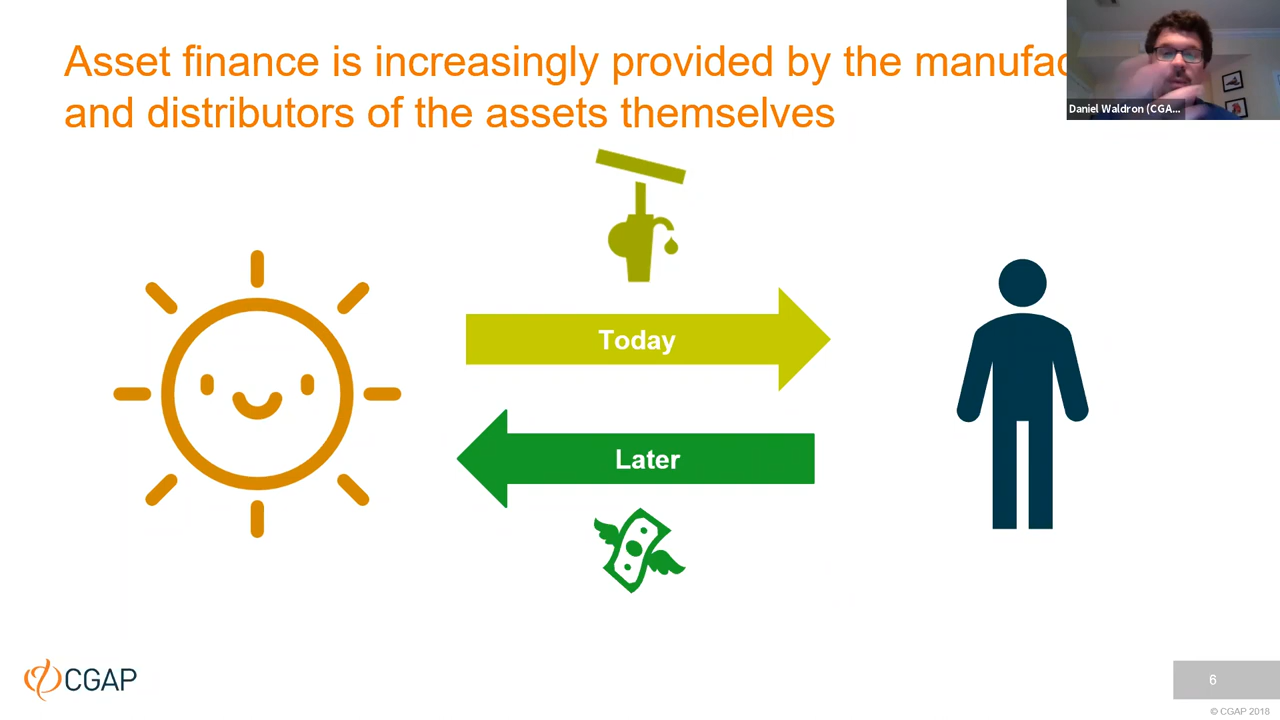 Asset finance is increasingly provided by the manufac
and distributors of the assets themselves
Daniel Waldron (CGA...
Today
Later
CGAP
6
© CGAP 2018